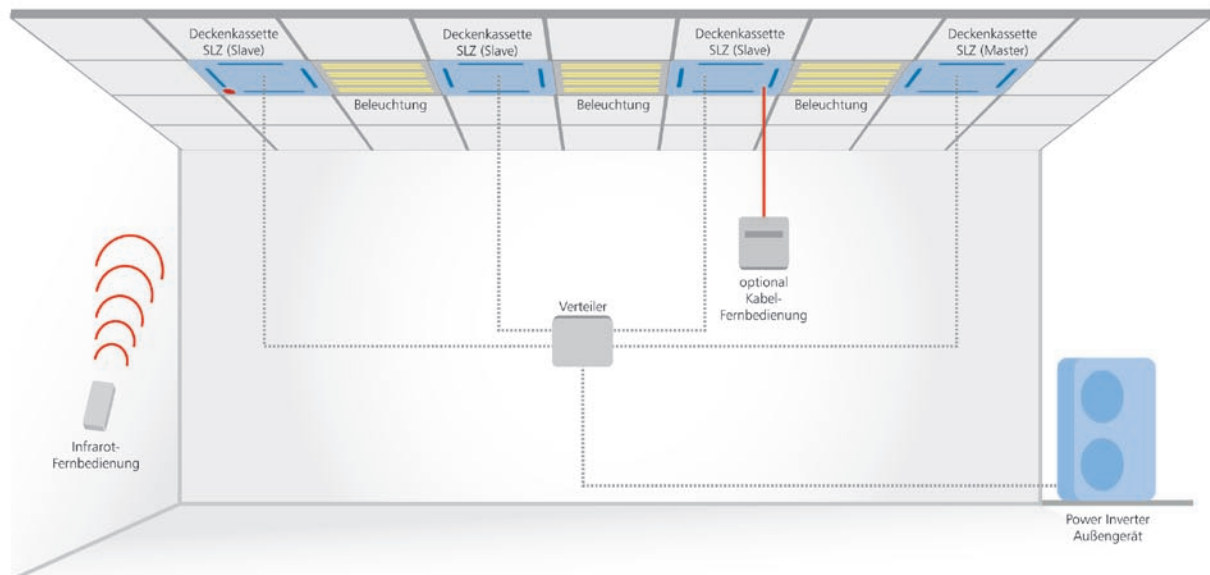 Deckenkassette
SLZ (Slave)
Deckenkassette
SLZ (Slave)
Deckenkassette
SLZ (Slave)
Deckenkassette
SLZ (Master)
Beleuchtung
Beleuchtung
Beleuchtung
optional
Kabel-
Fernbedienung
Verteiler
Infrarot-
Fernbedienung
Power Inverter
Außengerät